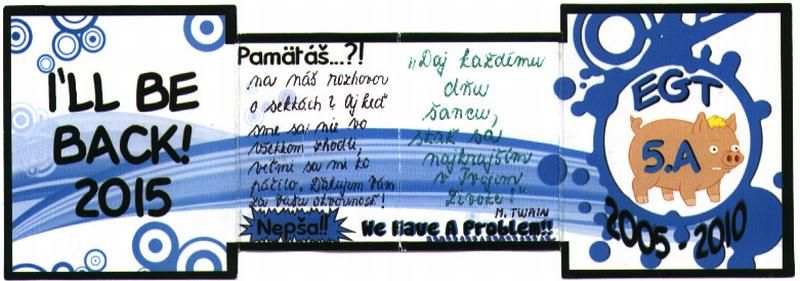 I'LL BE
BACK!
2015
Pamätáš...?!
na náš rozhovor
o sektách? Aj keď
sme sa nie vo
všetkom zhodli,
veľmi sa mi to
páčilo. Ďakujem Vám
za Vašu otvorenosť!
Nepša!!
„Daj každému
dňu
šancu,
stať sa
najkrajším
v Tvojom
živote!"
M. TWAIN
We Have A Problem!!
EGT
5.A
2005 - 2010